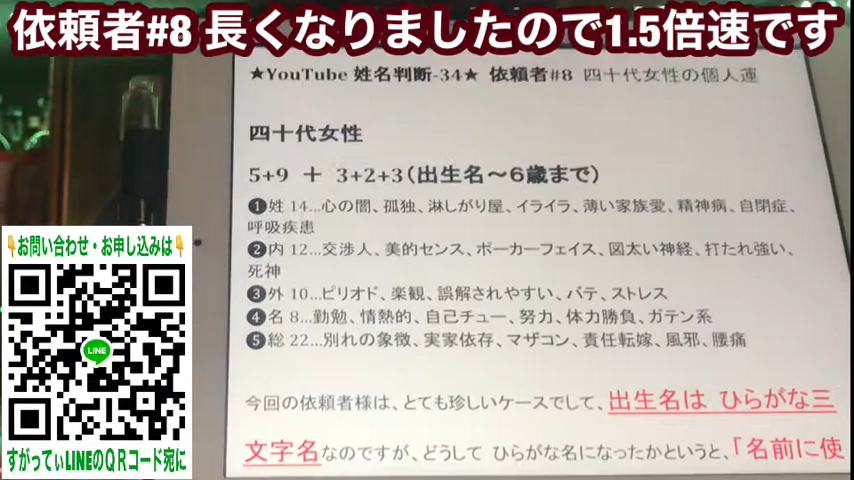 依頼者#8 長くなりましたので1.5倍速です
★YouTube 姓名判断-34★ 依頼者#8 四十代女性の個人運
四十代女性
5+9 ＋ 3+2+3（出生名～6歳まで）
❶姓 14…心の闇、孤独、淋しがり屋、イライラ、薄い家族愛、精神病、自閉症、
呼吸疾患
❷内 12…交渉人、美的センス、ポーカーフェイス、図太い神経、打たれ強い、
死神
❸外 10…ピリオド、楽観、誤解されやすい、バテ、ストレス
❹名 8…勤勉、情熱的、自己チュー、努力、体力勝負、ガテン系
❺総 22…別れの象徴、実家依存、マザコン、責任転嫁、風邪、腰痛
今回の依頼者様は、とても珍しいケースでして、出生名は ひらがな三
文字名なのですが、どうして ひらがな名になったかというと、「名前に使
👇お問い合わせ・お申し込みは👇
LINE
すがってぃLINEのQRコード宛に